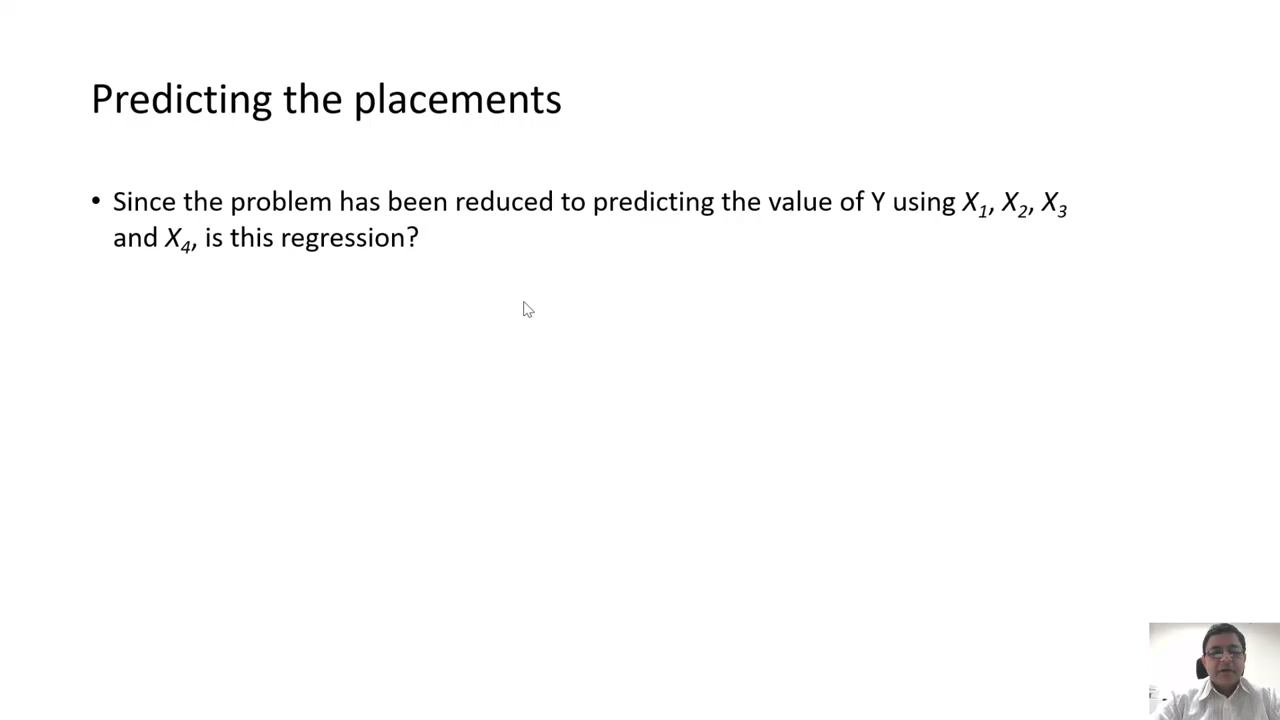 Predicting the placements
• Since the problem has been reduced to predicting the value of Y using X₁, X₂, X₃
and X₄, is this regression?